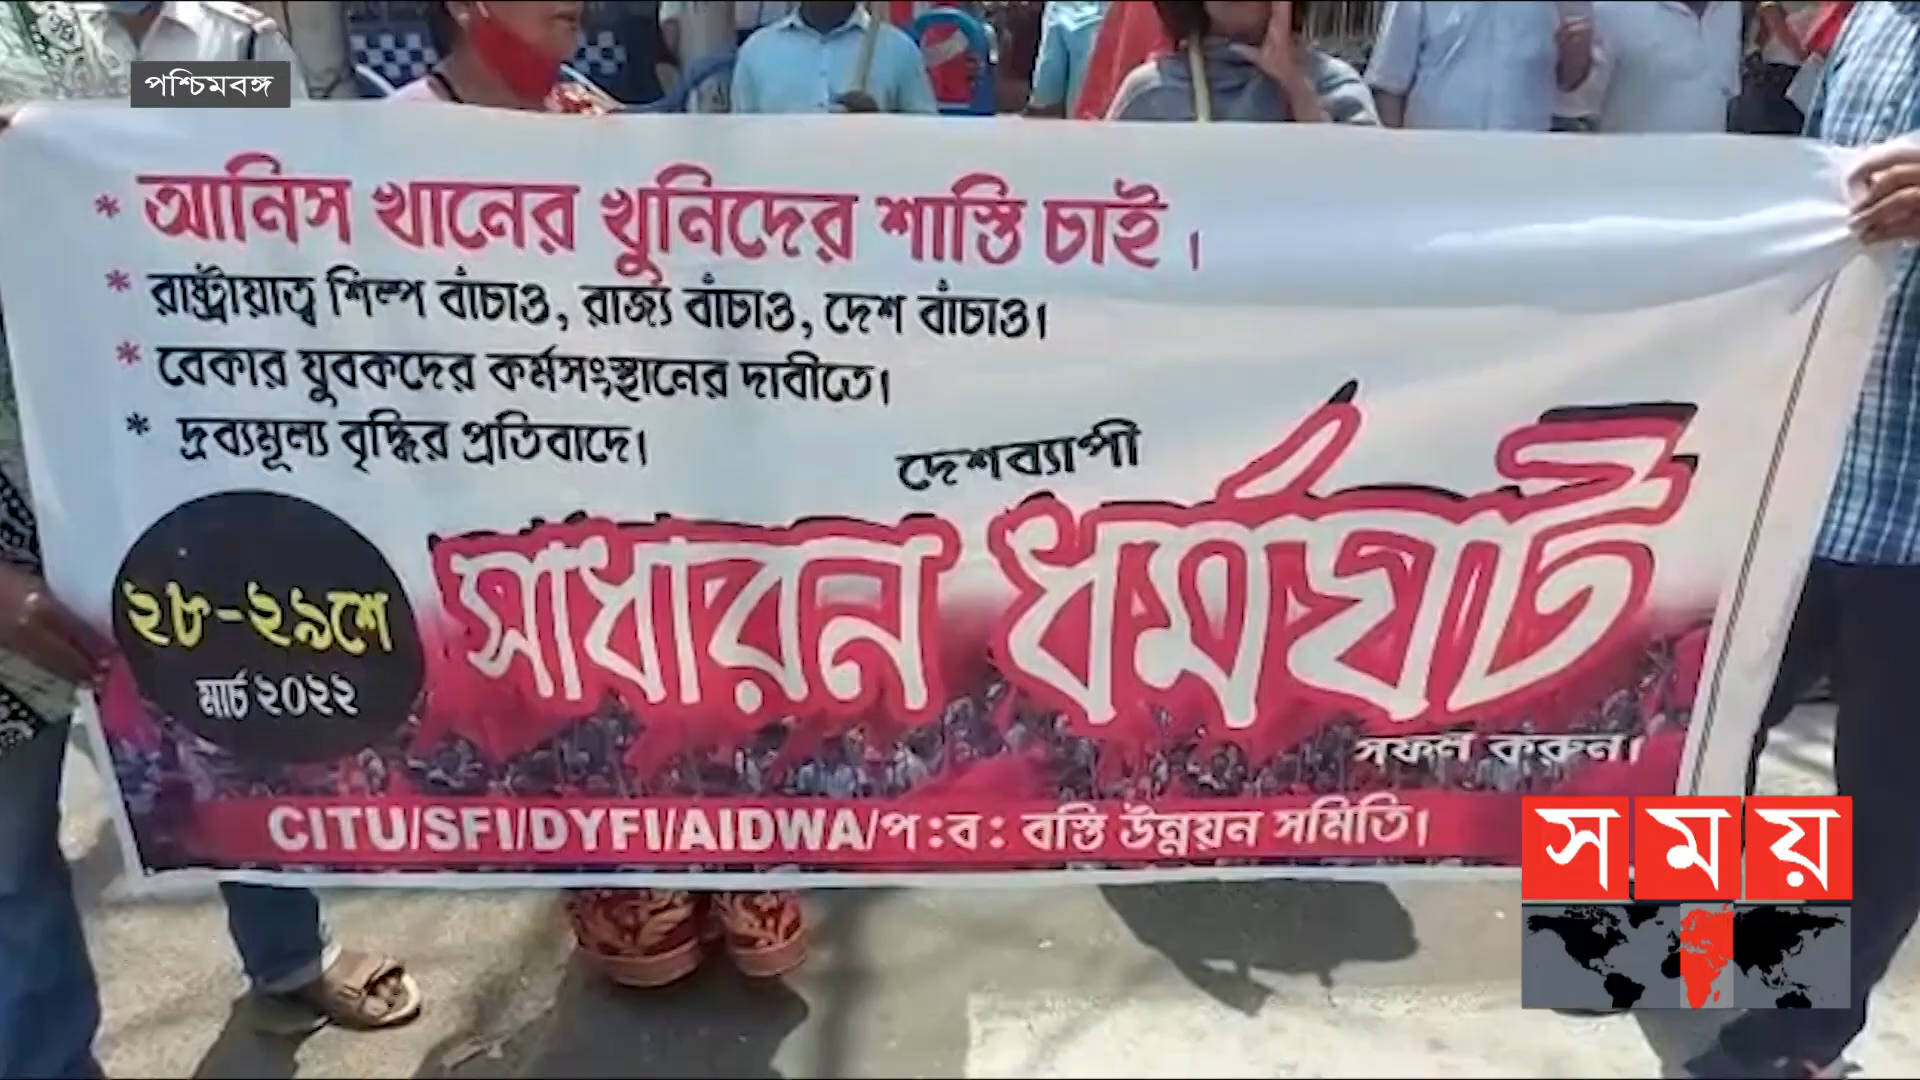 পশ্চিমবঙ্গ
* আনিস খানের খুনিদের শাস্তি চাই।
* রাষ্ট্রায়াত্ব শিল্প বাঁচাও, রাজ্য বাঁচাও, দেশ বাঁচাও।
* বেকার যুবকদের কর্মসংস্থানের দাবীতে।
* দ্রব্যমূল্য বৃদ্ধির প্রতিবাদে।
দেশব্যাপী
২৮-২৯শে
মার্চ ২০২২
সাধারন ধর্মঘট
সফল করুন।
CITU/SFI/DYFI/AIDWA/প:ব: বস্তি উন্নয়ন সমিতি।
সময়